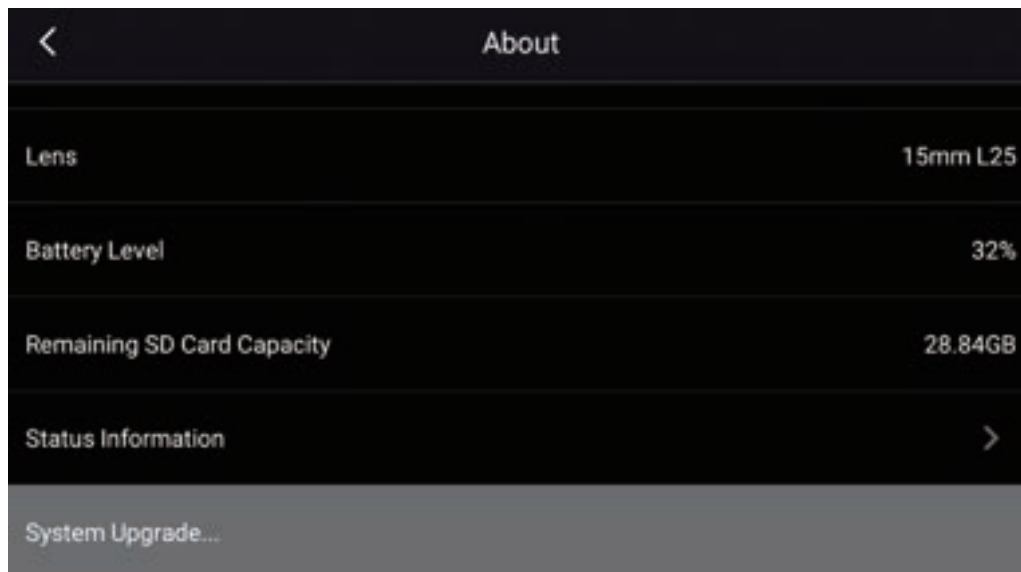 About
Lens 15mm L25
Battery Level 32%
Remaining SD Card Capacity 28.84GB
Status Information
System Upgrade...